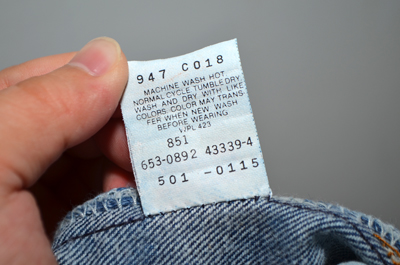 947 C018
MACHINE WASH HOT
NORMAL CYCLE TUMBLE DRY
WASH AND DRY WITH LIKE
COLORS. COLOR MAY TRANS-
FER WHEN NEW WASH
BEFORE WEARING
WPL 423
851
653-0892 43339-4
501 -0115